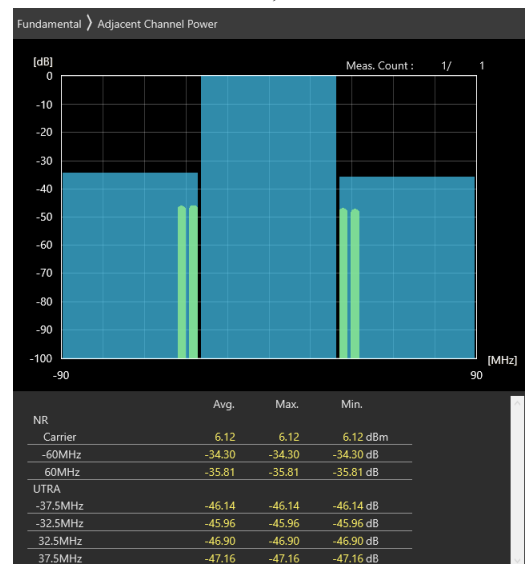 Fundamental 〉 Adjacent Channel Power
[dB]
Meas. Count : 1/ 1
0
-10
-20
-30
-40
-50
-60
-70
-80
-90
-100
[MHz]
-90 90
Avg. Max. Min.
NR
Carrier 6.12 6.12 6.12 dBm
-60MHz -34.30 -34.30 -34.30 dB
60MHz -35.81 -35.81 -35.81 dB
UTRA
-37.5MHz -46.14 -46.14 -46.14 dB
-32.5MHz -45.96 -45.96 -45.96 dB
32.5MHz -46.90 -46.90 -46.90 dB
37.5MHz -47.16 -47.16 -47.16 dB